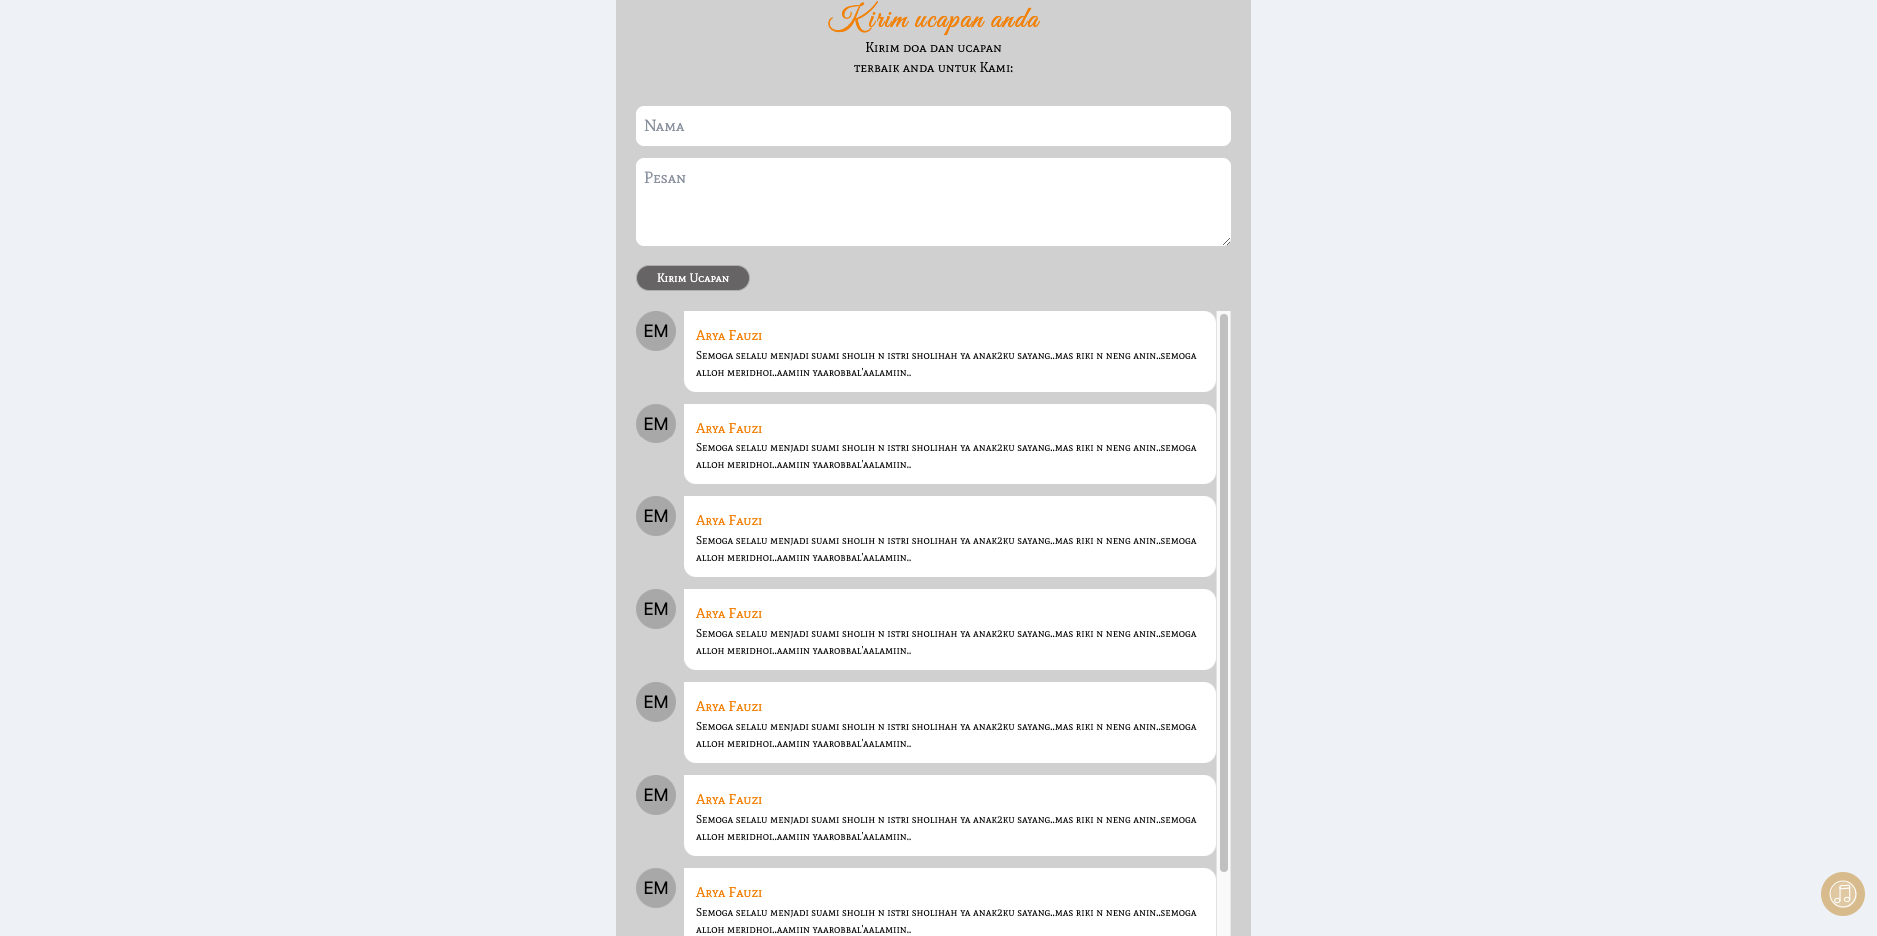 Kirim ucapan anda
Kirim doa dan ucapan
terbaik anda untuk Kami:
Nama
Pesan
Kirim Ucapan
EM
Arya Fauzi
Semoga selalu menjadi suami sholih n istri sholihah ya anak2ku sayang..mas riki n neng anin..semoga
alloh meridhoi..aamiin yaarobbal'aalamiin..
EM
Arya Fauzi
Semoga selalu menjadi suami sholih n istri sholihah ya anak2ku sayang..mas riki n neng anin..semoga
alloh meridhoi..aamiin yaarobbal'aalamiin..
EM
Arya Fauzi
Semoga selalu menjadi suami sholih n istri sholihah ya anak2ku sayang..mas riki n neng anin..semoga
alloh meridhoi..aamiin yaarobbal'aalamiin..
EM
Arya Fauzi
Semoga selalu menjadi suami sholih n istri sholihah ya anak2ku sayang..mas riki n neng anin..semoga
alloh meridhoi..aamiin yaarobbal'aalamiin..
EM
Arya Fauzi
Semoga selalu menjadi suami sholih n istri sholihah ya anak2ku sayang..mas riki n neng anin..semoga
alloh meridhoi..aamiin yaarobbal'aalamiin..
EM
Arya Fauzi
Semoga selalu menjadi suami sholih n istri sholihah ya anak2ku sayang..mas riki n neng anin..semoga
alloh meridhoi..aamiin yaarobbal'aalamiin..
EM
Arya Fauzi
Semoga selalu menjadi suami sholih n istri sholihah ya anak2ku sayang..mas riki n neng anin..semoga
alloh meridhoi..aamiin yaarobbal'aalamiin..